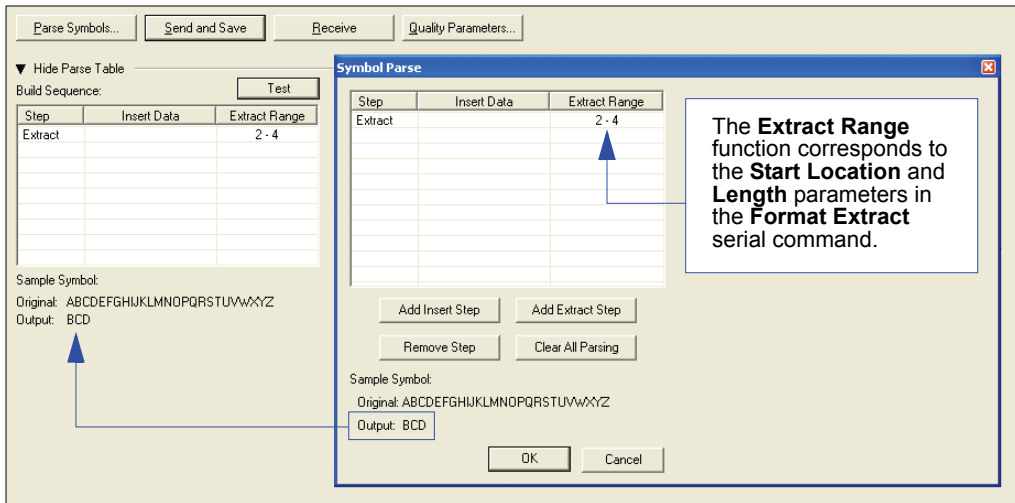 Parse Symbols...
Send and Save
Receive
Quality Parameters...
▼ Hide Parse Table
Build Sequence:
Test
Step Insert Data Extract Range
Extract 2 - 4
Sample Symbol:
Original: ABCDEFGHIJKLMNOPQRSTUVWXYZ
Output: BCD
Symbol Parse
Step Insert Data Extract Range
Extract 2 - 4
Add Insert Step
Add Extract Step
Remove Step
Clear All Parsing
Sample Symbol:
Original: ABCDEFGHIJKLMNOPQRSTUVWXYZ
Output: BCD
OK
Cancel
The Extract Range
function corresponds to
the Start Location and
Length parameters in
the Format Extract
serial command.